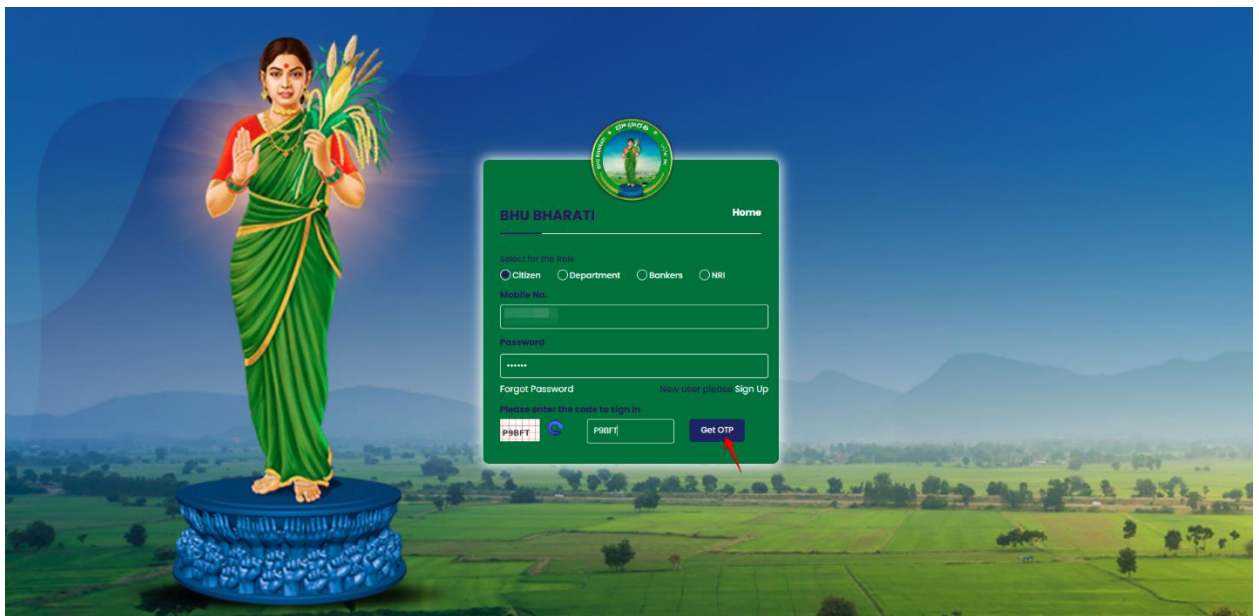 BHU BHARATI
Home
Select for the Role
Citizen Department Bankers NRI
Mobile No.
Password
••••••
Forgot Password New user please Sign Up
Please enter the code to sign in
P9BFT P9BFT Get OTP